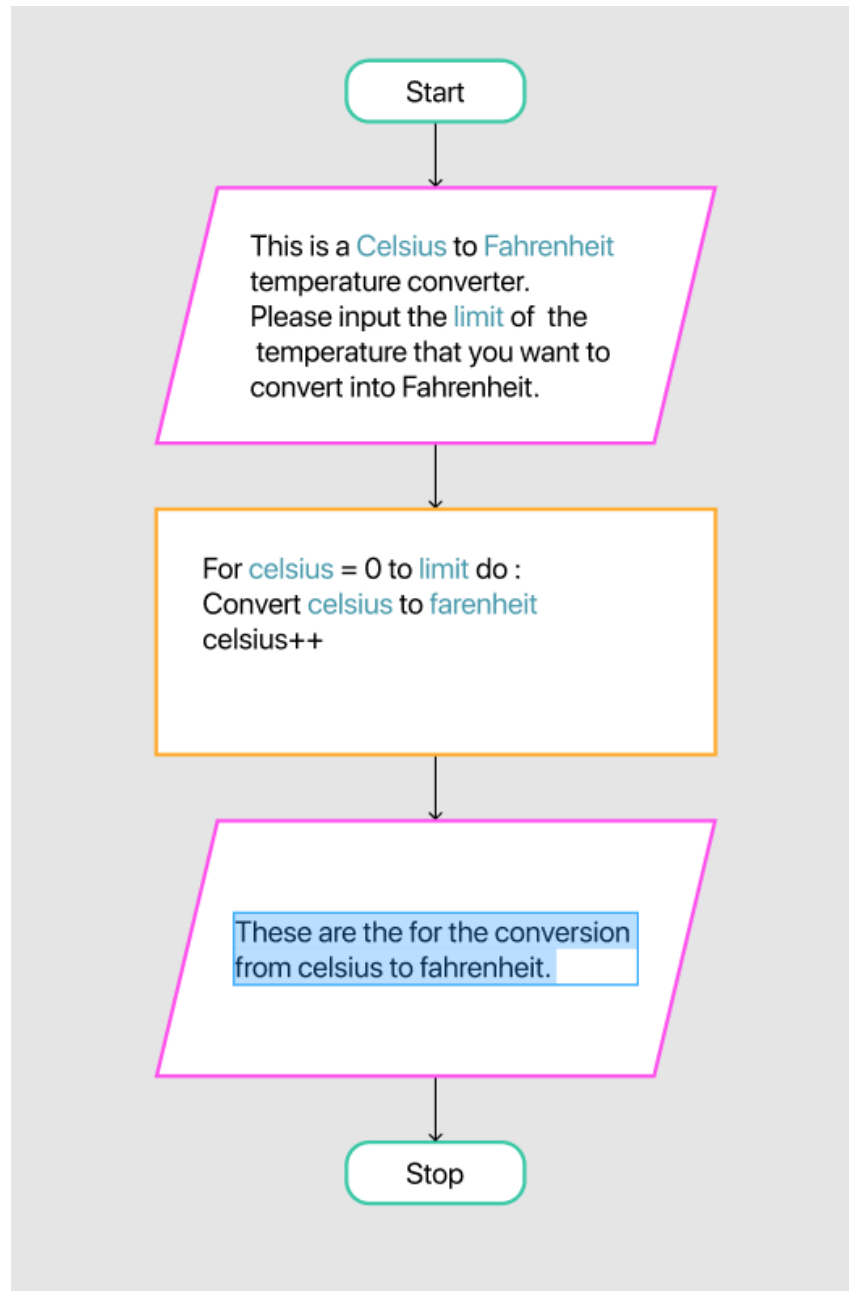 Start
This is a Celsius to Fahrenheit
temperature converter.
Please input the limit of  the
temperature that you want to
convert into Fahrenheit.
For celsius = 0 to limit do :
Convert celsius to farenheit
celsius++
These are the for the conversion
from celsius to fahrenheit.
Stop